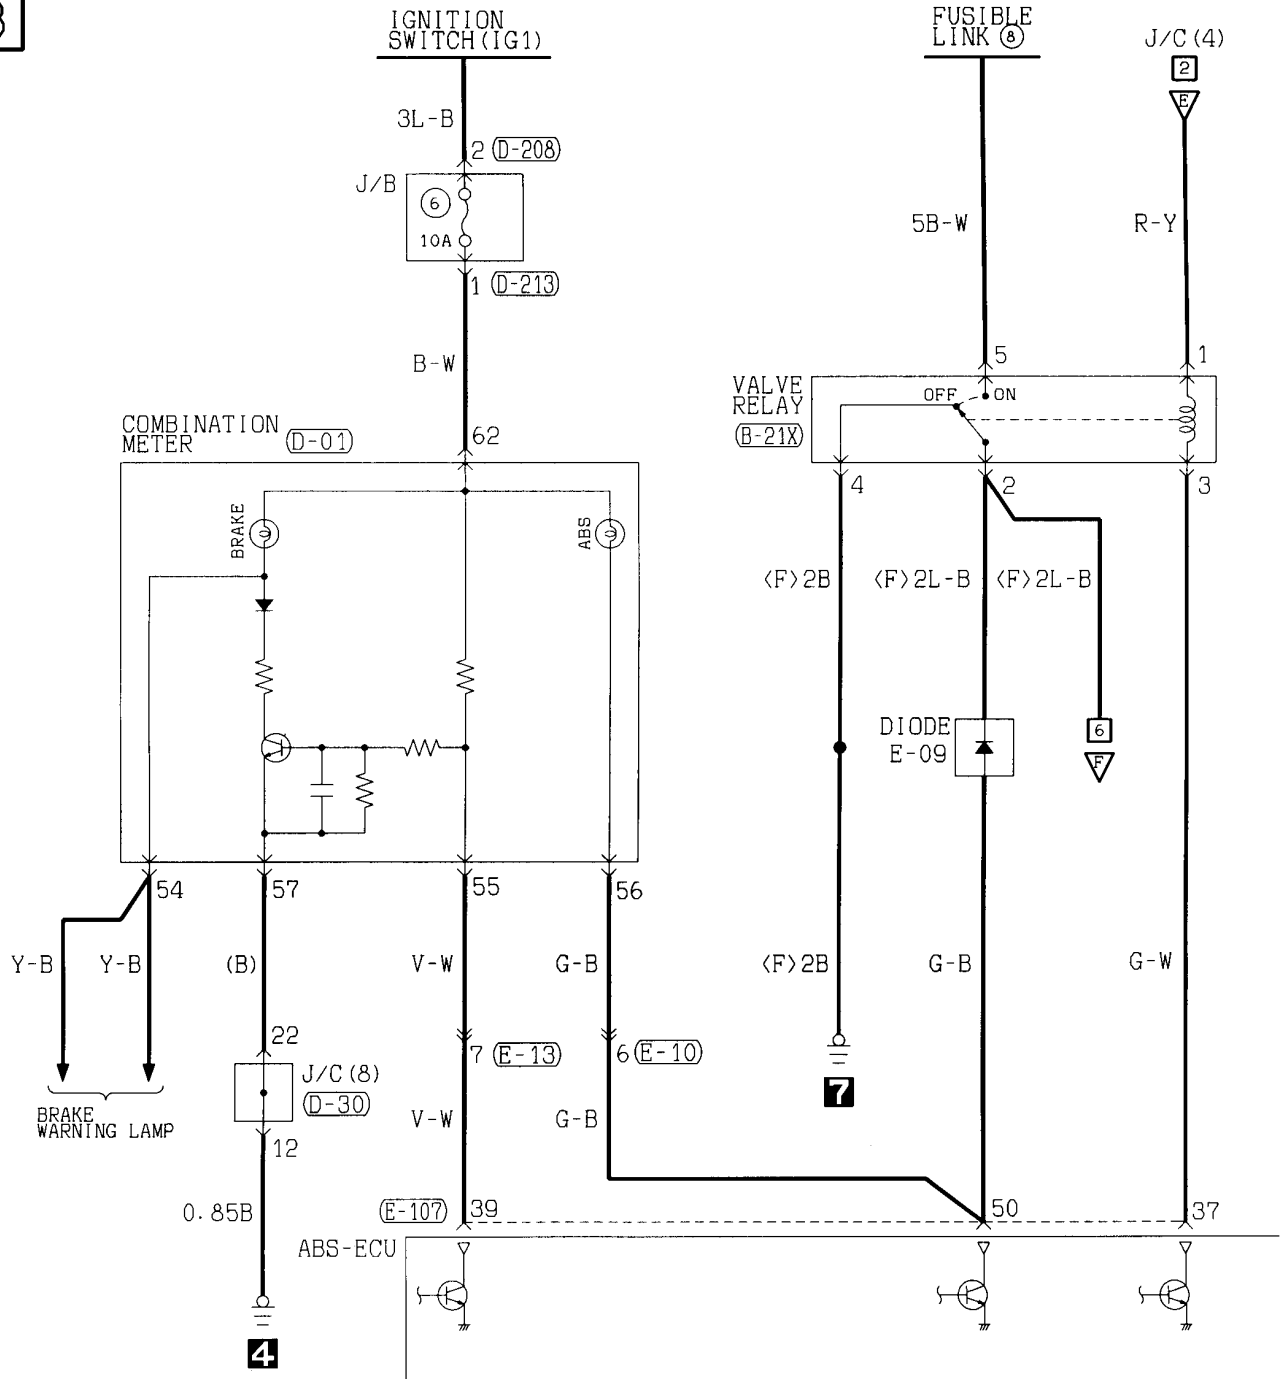 IGNITION
SWITCH(IG1)
FUSIBLE
LINK ⑧
J/C(4)
2
E
3L-B
2 (D-208)
J/B
6
10A
1 (D-213)
5B-W
R-Y
B-W
5
1
VALVE
RELAY
(B-21X)
OFF
ON
COMBINATION
METER
(D-01)
62
4
2
3
BRAKE
ABS
<F>2B
<F>2L-B
<F>2L-B
DIODE
E-09
6
F
54
57
55
56
Y-B
Y-B
(B)
V-W
G-B
<F>2B
G-B
G-W
22
7 (E-13)
6 (E-10)
J/C(8)
(D-30)
7
BRAKE
WARNING LAMP
12
V-W
G-B
0.85B
(E-107)
39
50
37
ABS-ECU
4